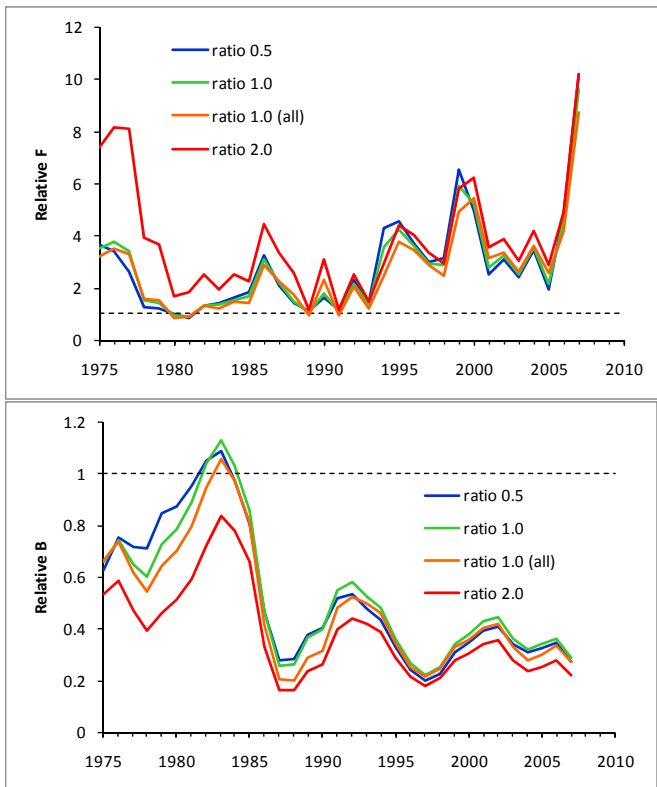 12
10
8
6
4
2
0
Relative F
ratio 0.5
ratio 1.0
ratio 1.0 (all)
ratio 2.0
1975 1980 1985 1990 1995 2000 2005 2010
1.2
1
0.8
0.6
0.4
0.2
0
Relative B
ratio 0.5
ratio 1.0
ratio 1.0 (all)
ratio 2.0
1975 1980 1985 1990 1995 2000 2005 2010